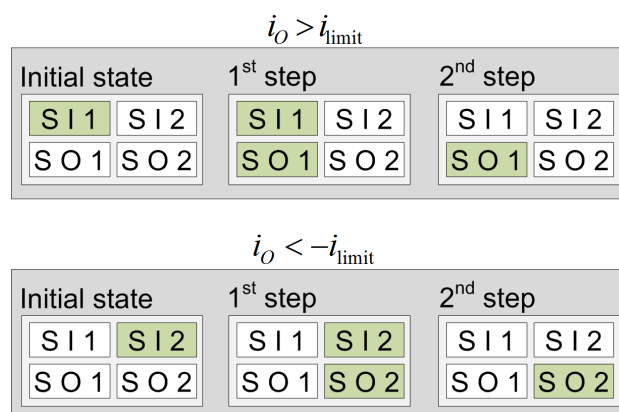 i_O > i_limit
Initial state 1st step 2nd step
S I 1 S I 2 S I 1 S I 2 S I 1 S I 2
S O 1 S O 2 S O 1 S O 2 S O 1 S O 2
i_O < −i_limit
Initial state 1st step 2nd step
S I 1 S I 2 S I 1 S I 2 S I 1 S I 2
S O 1 S O 2 S O 1 S O 2 S O 1 S O 2